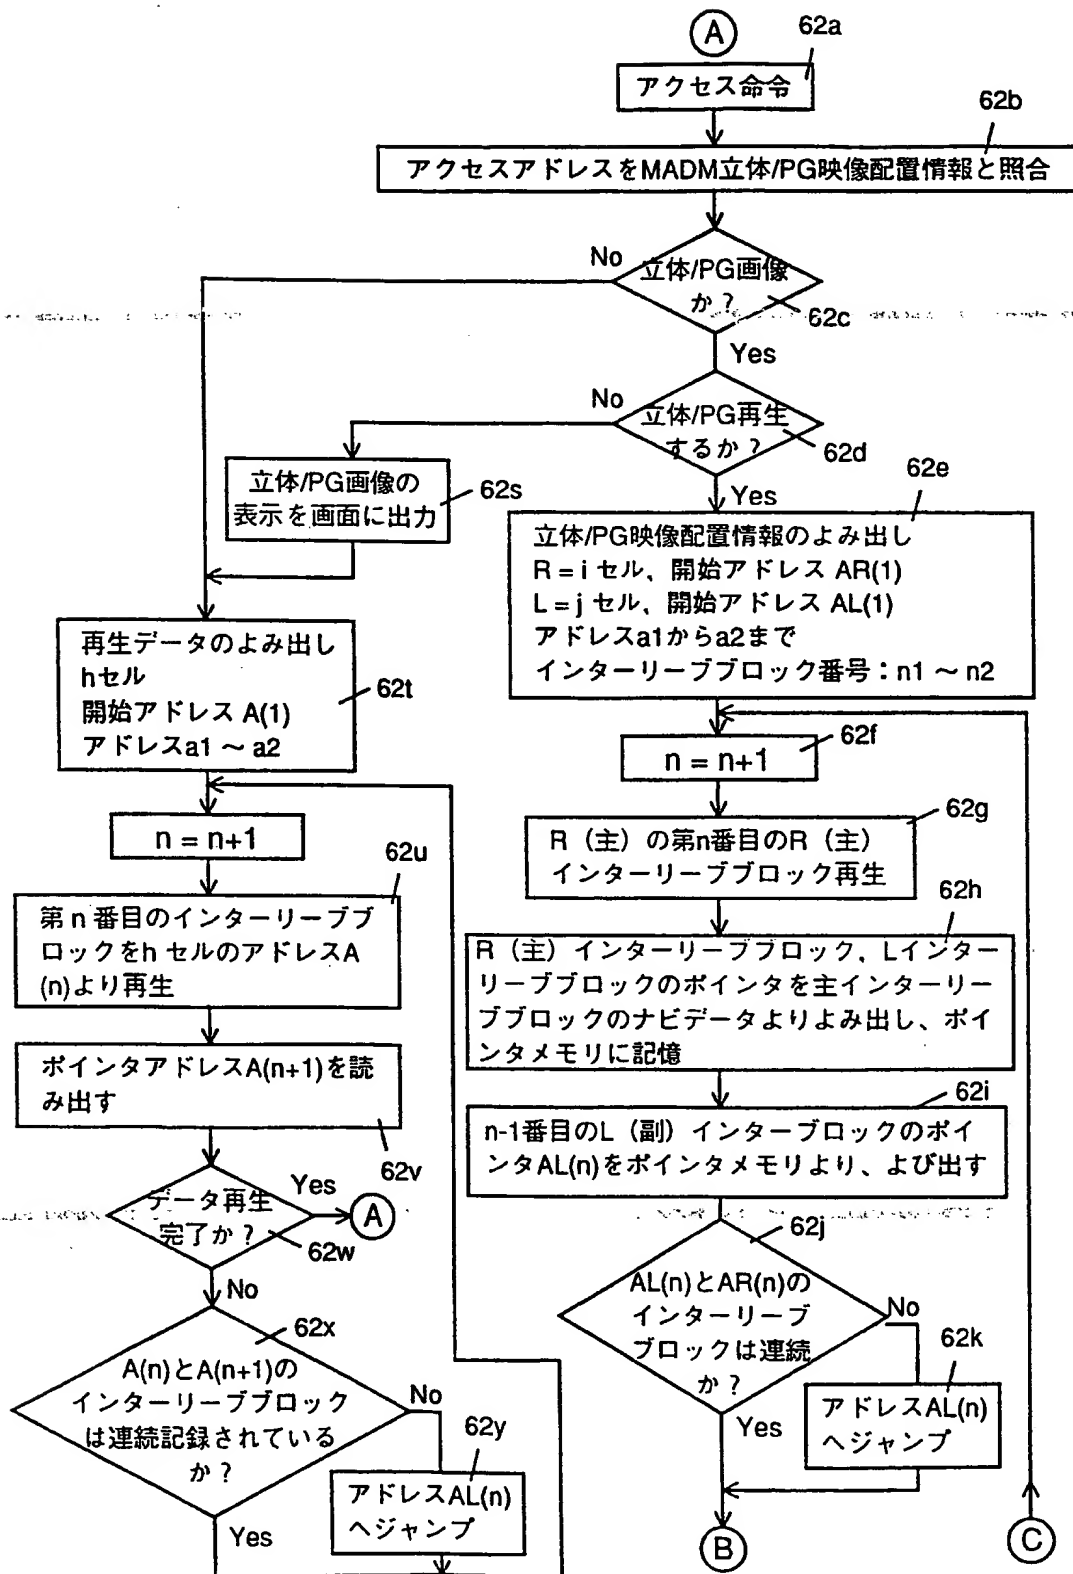 A
62a
アクセス命令
62b
アクセスアドレスをMADM立体/PG映像配置情報と照合
No
立体/PG画像
か？
62c
Yes
No
立体/PG再生
するか？
62d
Yes
立体/PG画像の
表示を画面に出力
62s
62e
立体/PG映像配置情報のよみ出し
R = i セル、開始アドレス AR(1)
L = j セル、開始アドレス AL(1)
アドレスa1からa2まで
インターリーブブロック番号：n1 ～ n2
再生データのよみ出し
hセル
開始アドレス A(1)
アドレスa1 ～ a2
62t
62f
n = n+1
n = n+1
62g
R（主）の第n番目のR（主）
インターリーブブロック再生
62u
第 n 番目のインターリーブブ
ロックをh セルのアドレスA
(n)より再生
62h
R（主）インターリーブブロック、Lインター
リーブブロックのポインタを主インターリー
ブブロックのナビデータよりよみ出し、ポイ
ンタメモリに記憶
ポインタアドレスA(n+1)を読
み出す
62v
62i
n-1番目のL（副）インターブロックのポイ
ンタAL(n)をポインタメモリより、よび出す
データ再生
完了か？
Yes
A
62w
No
62j
AL(n)とAR(n)の
インターリーブ
ブロックは連続
か？
No
Yes
62k
アドレスAL(n)
へジャンプ
62x
A(n)とA(n+1)の
インターリーブブロック
は連続記録されている
か？
No
Yes
62y
アドレスAL(n)
へジャンプ
B
C